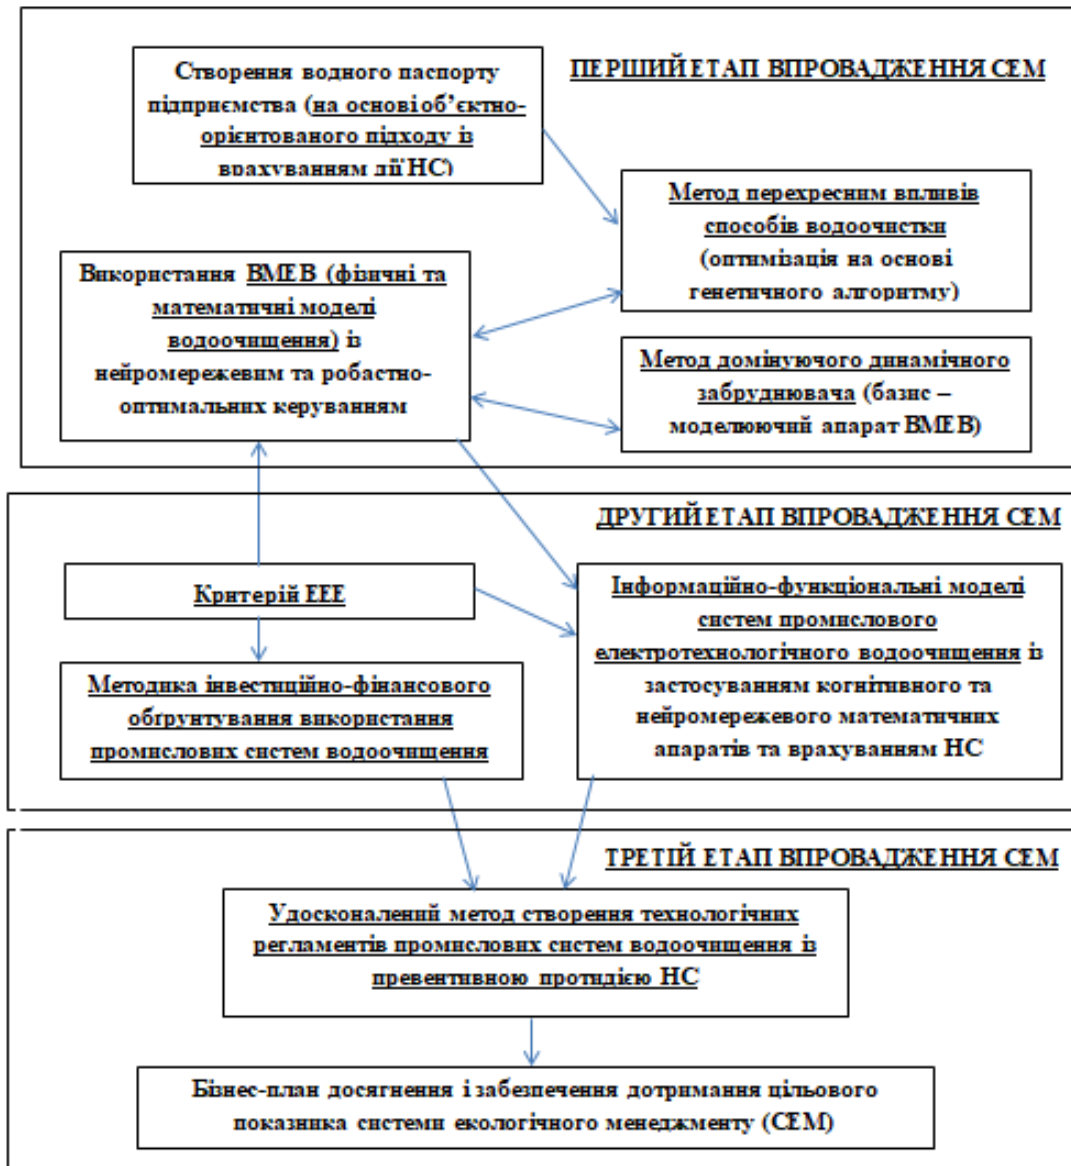 ПЕРШИЙ ЕТАП ВПРОВАДЖЕННЯ СЕМ
Створення водного паспорту
підприємства (на основі об’єктно-
орієнтованого підходу із
врахуванням дії НС)
Метод перехресним впливів
способів водоочистки
(оптимізація на основі
генетичного алгоритму)
Використання ВМЕВ (фізичні та
математичні моделі
водоочищення) із
нейромережевим та робастно-
оптимальних керуванням
Метод домінуючого динамічного
забруднювача (базис –
моделюючий апарат ВМЕВ)
ДРУГИЙ ЕТАП ВПРОВАДЖЕННЯ СЕМ
Критерій ЕЕЕ
Інформаційно-функціональні моделі
систем промислового
електротехнологічного водоочищення із
застосуванням когнітивного та
нейромережевого математичних
апаратів та врахуванням НС
Методика інвестиційно-фінансового
обґрунтування використання
промислових систем водоочищення
ТРЕТІЙ ЕТАП ВПРОВАДЖЕННЯ СЕМ
Удосконалений метод створення технологічних
регламентів промислових систем водоочищення із
превентивною протидією НС
Бізнес-план досягнення і забезпечення дотримання цільового
показника системи екологічного менеджменту (СЕМ)